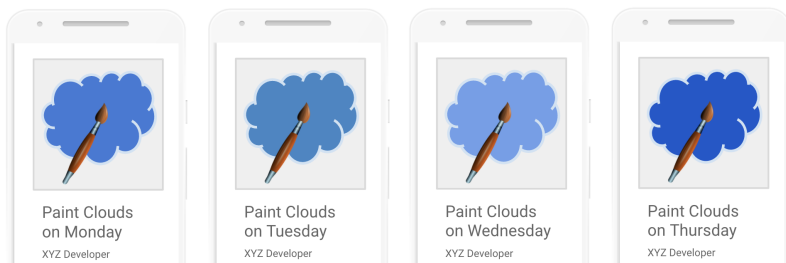 Paint Clouds
on Monday
XYZ Developer
Paint Clouds
on Tuesday
XYZ Developer
Paint Clouds
on Wednesday
XYZ Developer
Paint Clouds
on Thursday
XYZ Developer